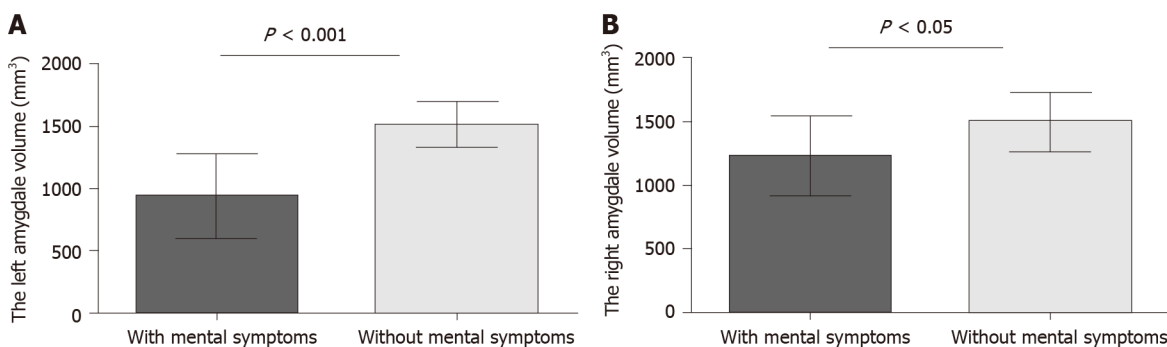 A
P < 0.001
The left amygdale volume (mm³)
2000
1500
1000
500
0
With mental symptoms
Without mental symptoms
B
P < 0.05
The right amygdale volume (mm³)
2000
1500
1000
500
0
With mental symptoms
Without mental symptoms